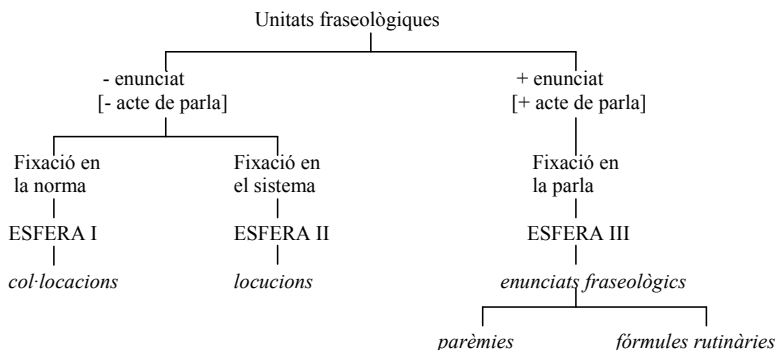 Unitats fraseològiques
- enunciat
[- acte de parla]
+ enunciat
[+ acte de parla]
Fixació en
la norma
Fixació en
el sistema
Fixació en
la parla
ESFERA I
ESFERA II
ESFERA III
col·locacions
locucions
enunciats fraseològics
parèmies
fórmules rutinàries